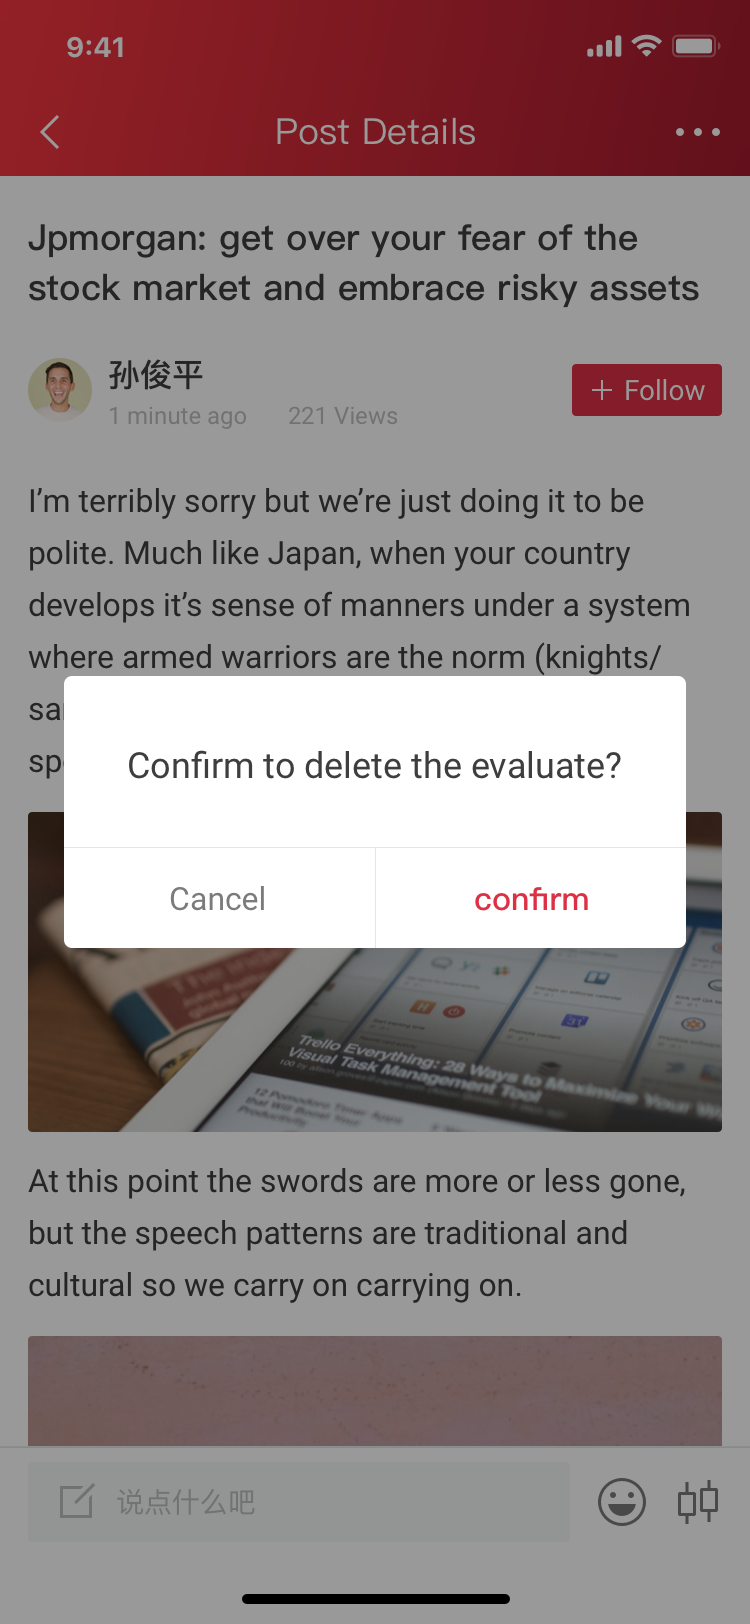 9:41
Post Details
Jpmorgan: get over your fear of the
stock market and embrace risky assets
孙俊平
1 minute ago 221 Views
Follow
I’m terribly sorry but we’re just doing it to be
polite. Much like Japan, when your country
develops it’s sense of manners under a system
where armed warriors are the norm (knights/
Confirm to delete the evaluate?
Cancel
confirm
Trello Everything: 28 Ways to Maximize Your
Visual Task Management Tool
12 Pomodoro Timer Apps
that Will Boost Your
Productivity
At this point the swords are more or less gone,
but the speech patterns are traditional and
cultural so we carry on carrying on.
说点什么吧